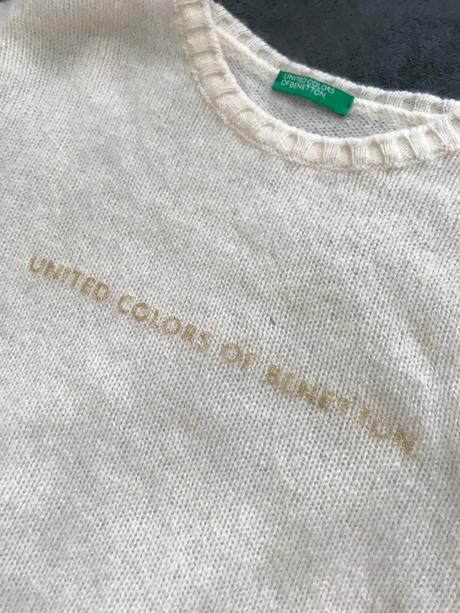 UNITED COLORS
OF BENETTON.
UNITED COLORS OF BENETTON.